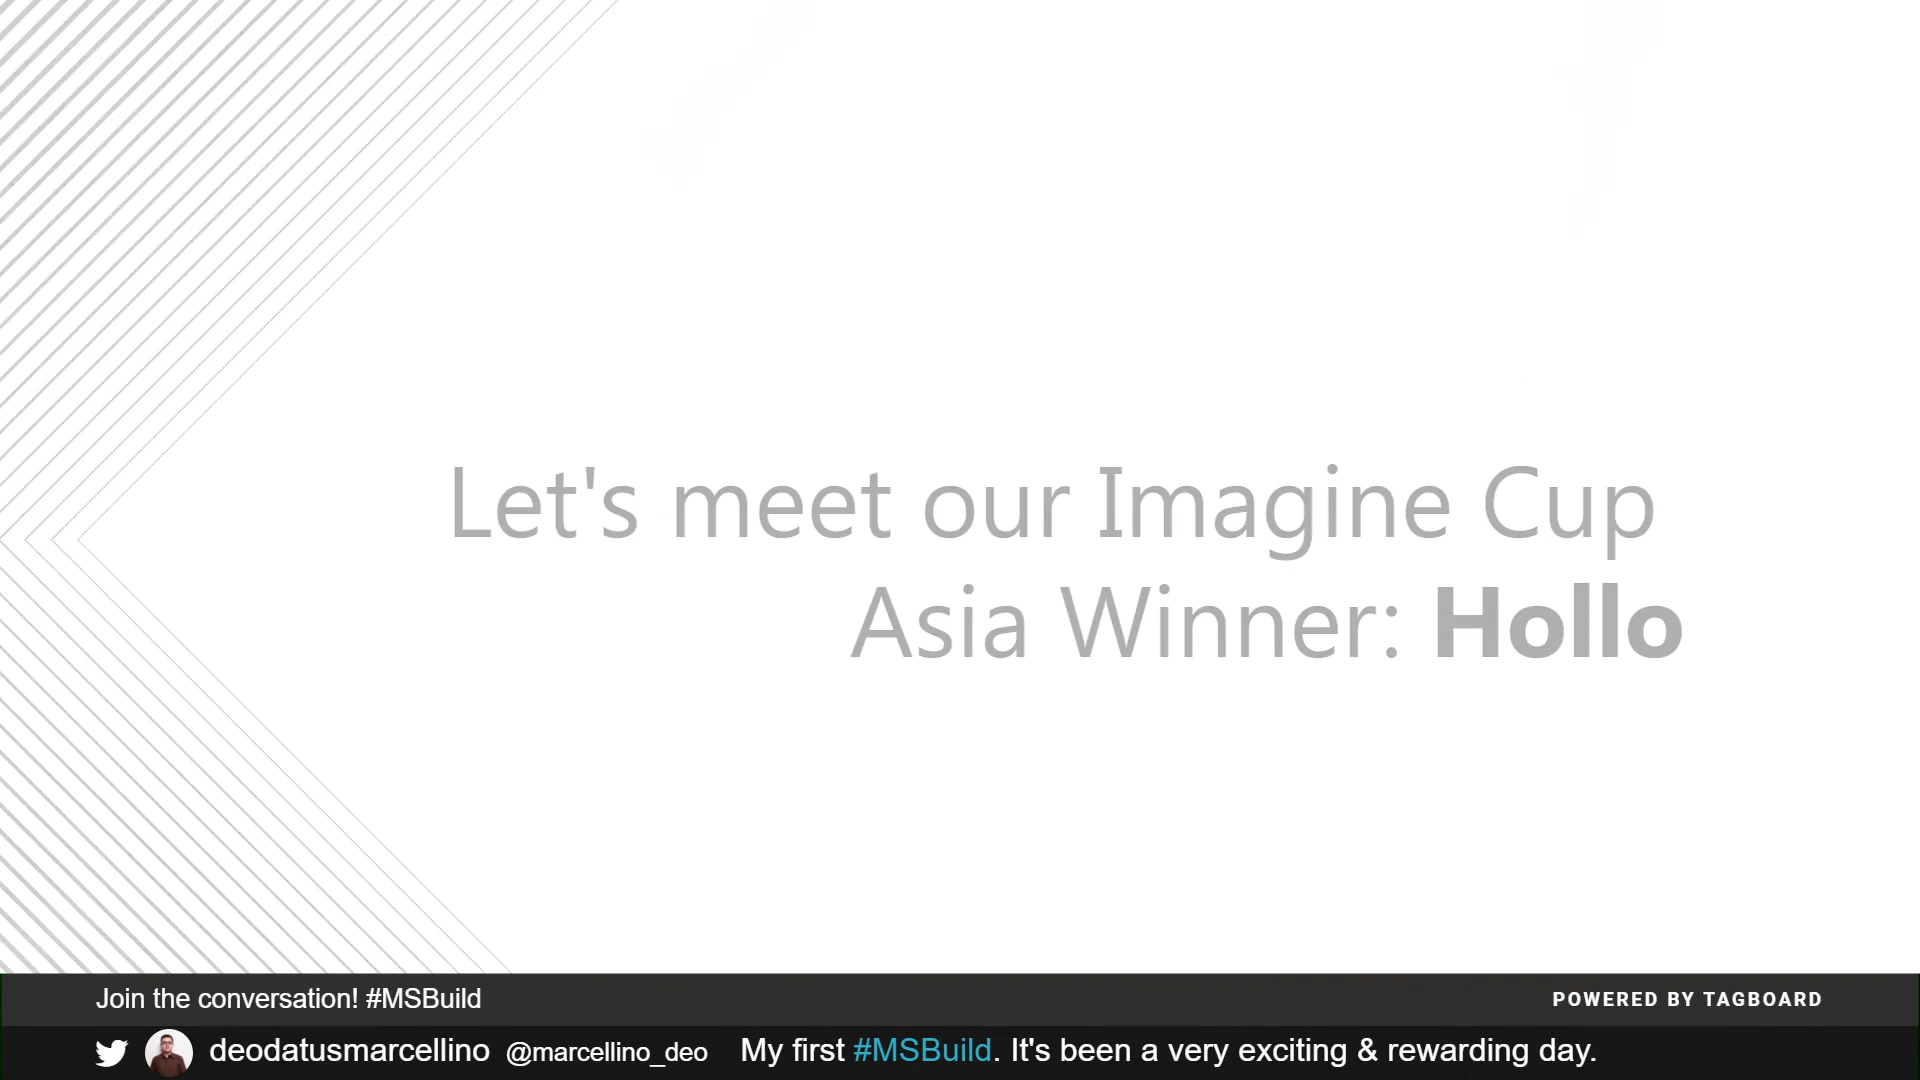 Let's meet our Imagine Cup
Asia Winner: Hollo
Join the conversation! #MSBuild
POWERED BY TAGBOARD
deodatusmarcellino @marcellino_deo My first #MSBuild. It's been a very exciting & rewarding day.